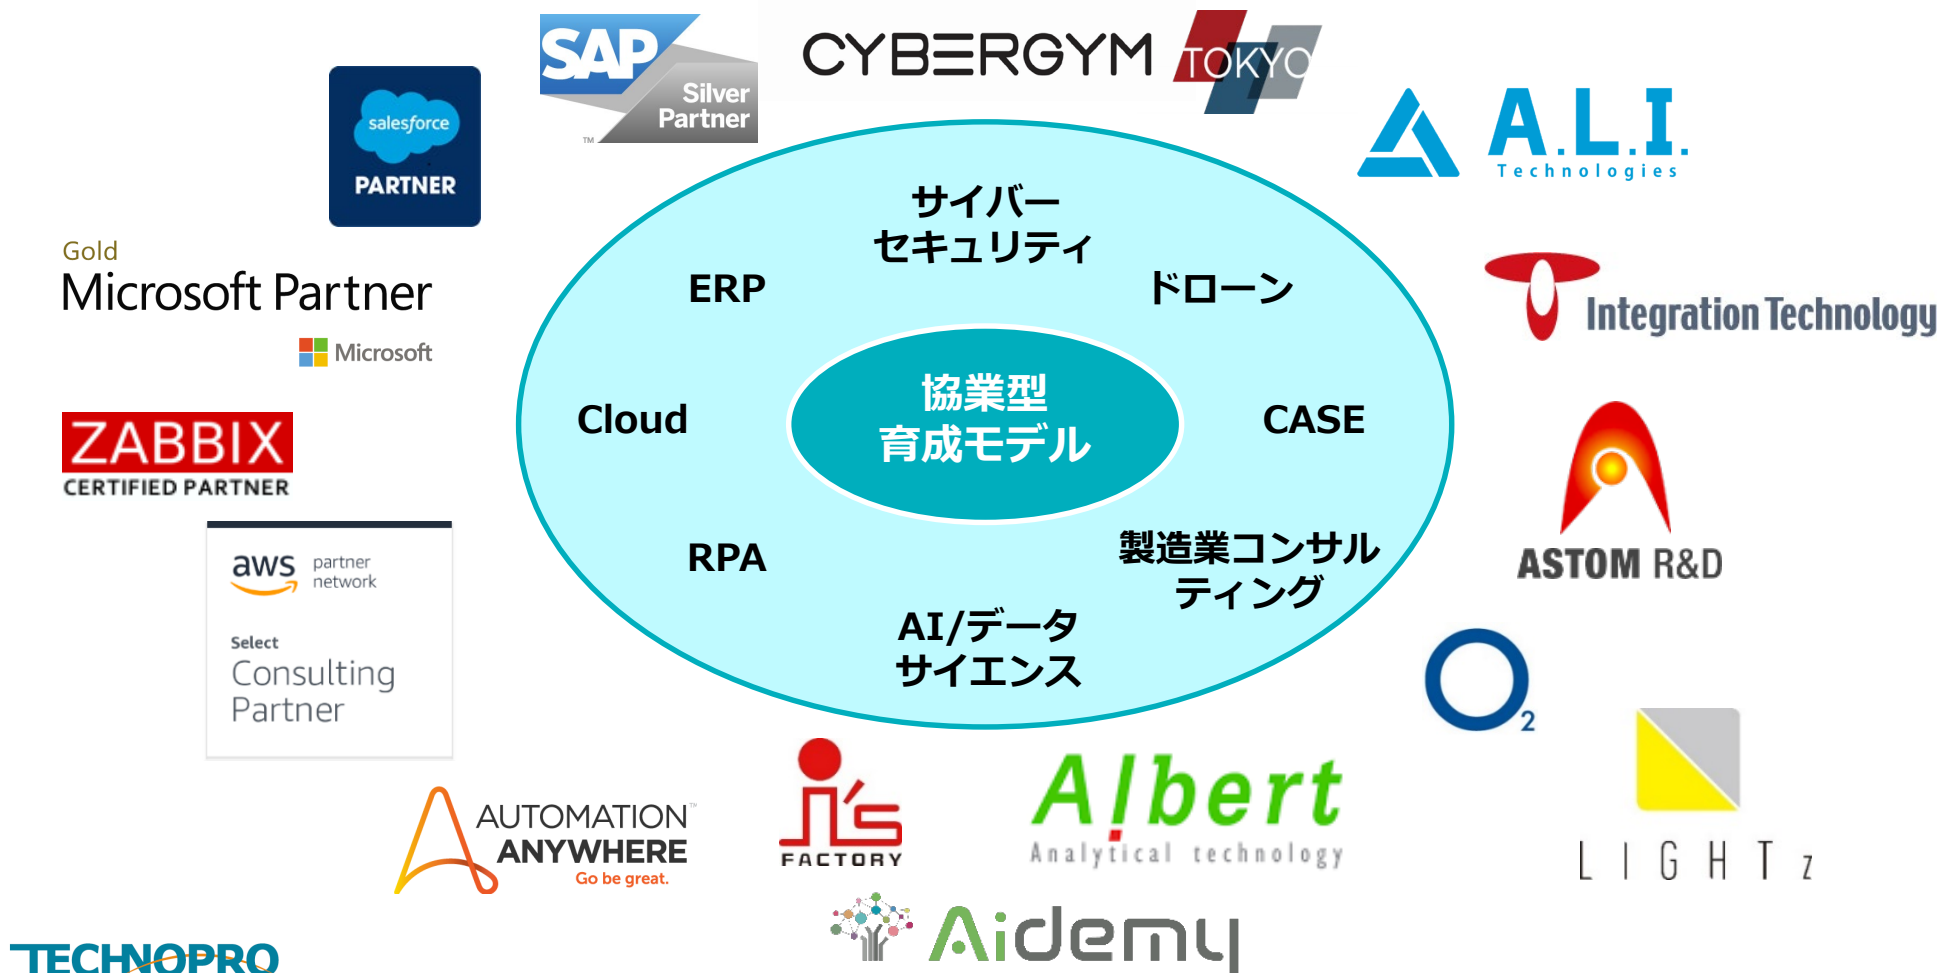 SAP
Silver
Partner
TM
CYBERGYM TOKYO
salesforce
PARTNER
A.L.I.
Technologies
Gold
Microsoft Partner
Microsoft
Integration Technology
ZABBIX
CERTIFIED PARTNER
サイバー
セキュリティ
ERP
ドローン
Cloud
協業型
育成モデル
CASE
RPA
製造業コンサル
ティング
AI/データ
サイエンス
ASTOM R&D
aws partner
network
Select
Consulting
Partner
O2
LIGHTz
AUTOMATION™
ANYWHERE
Go be great.
i's
FACTORY
Albert
Analytical technology
Aidemy
TECHNOPRO